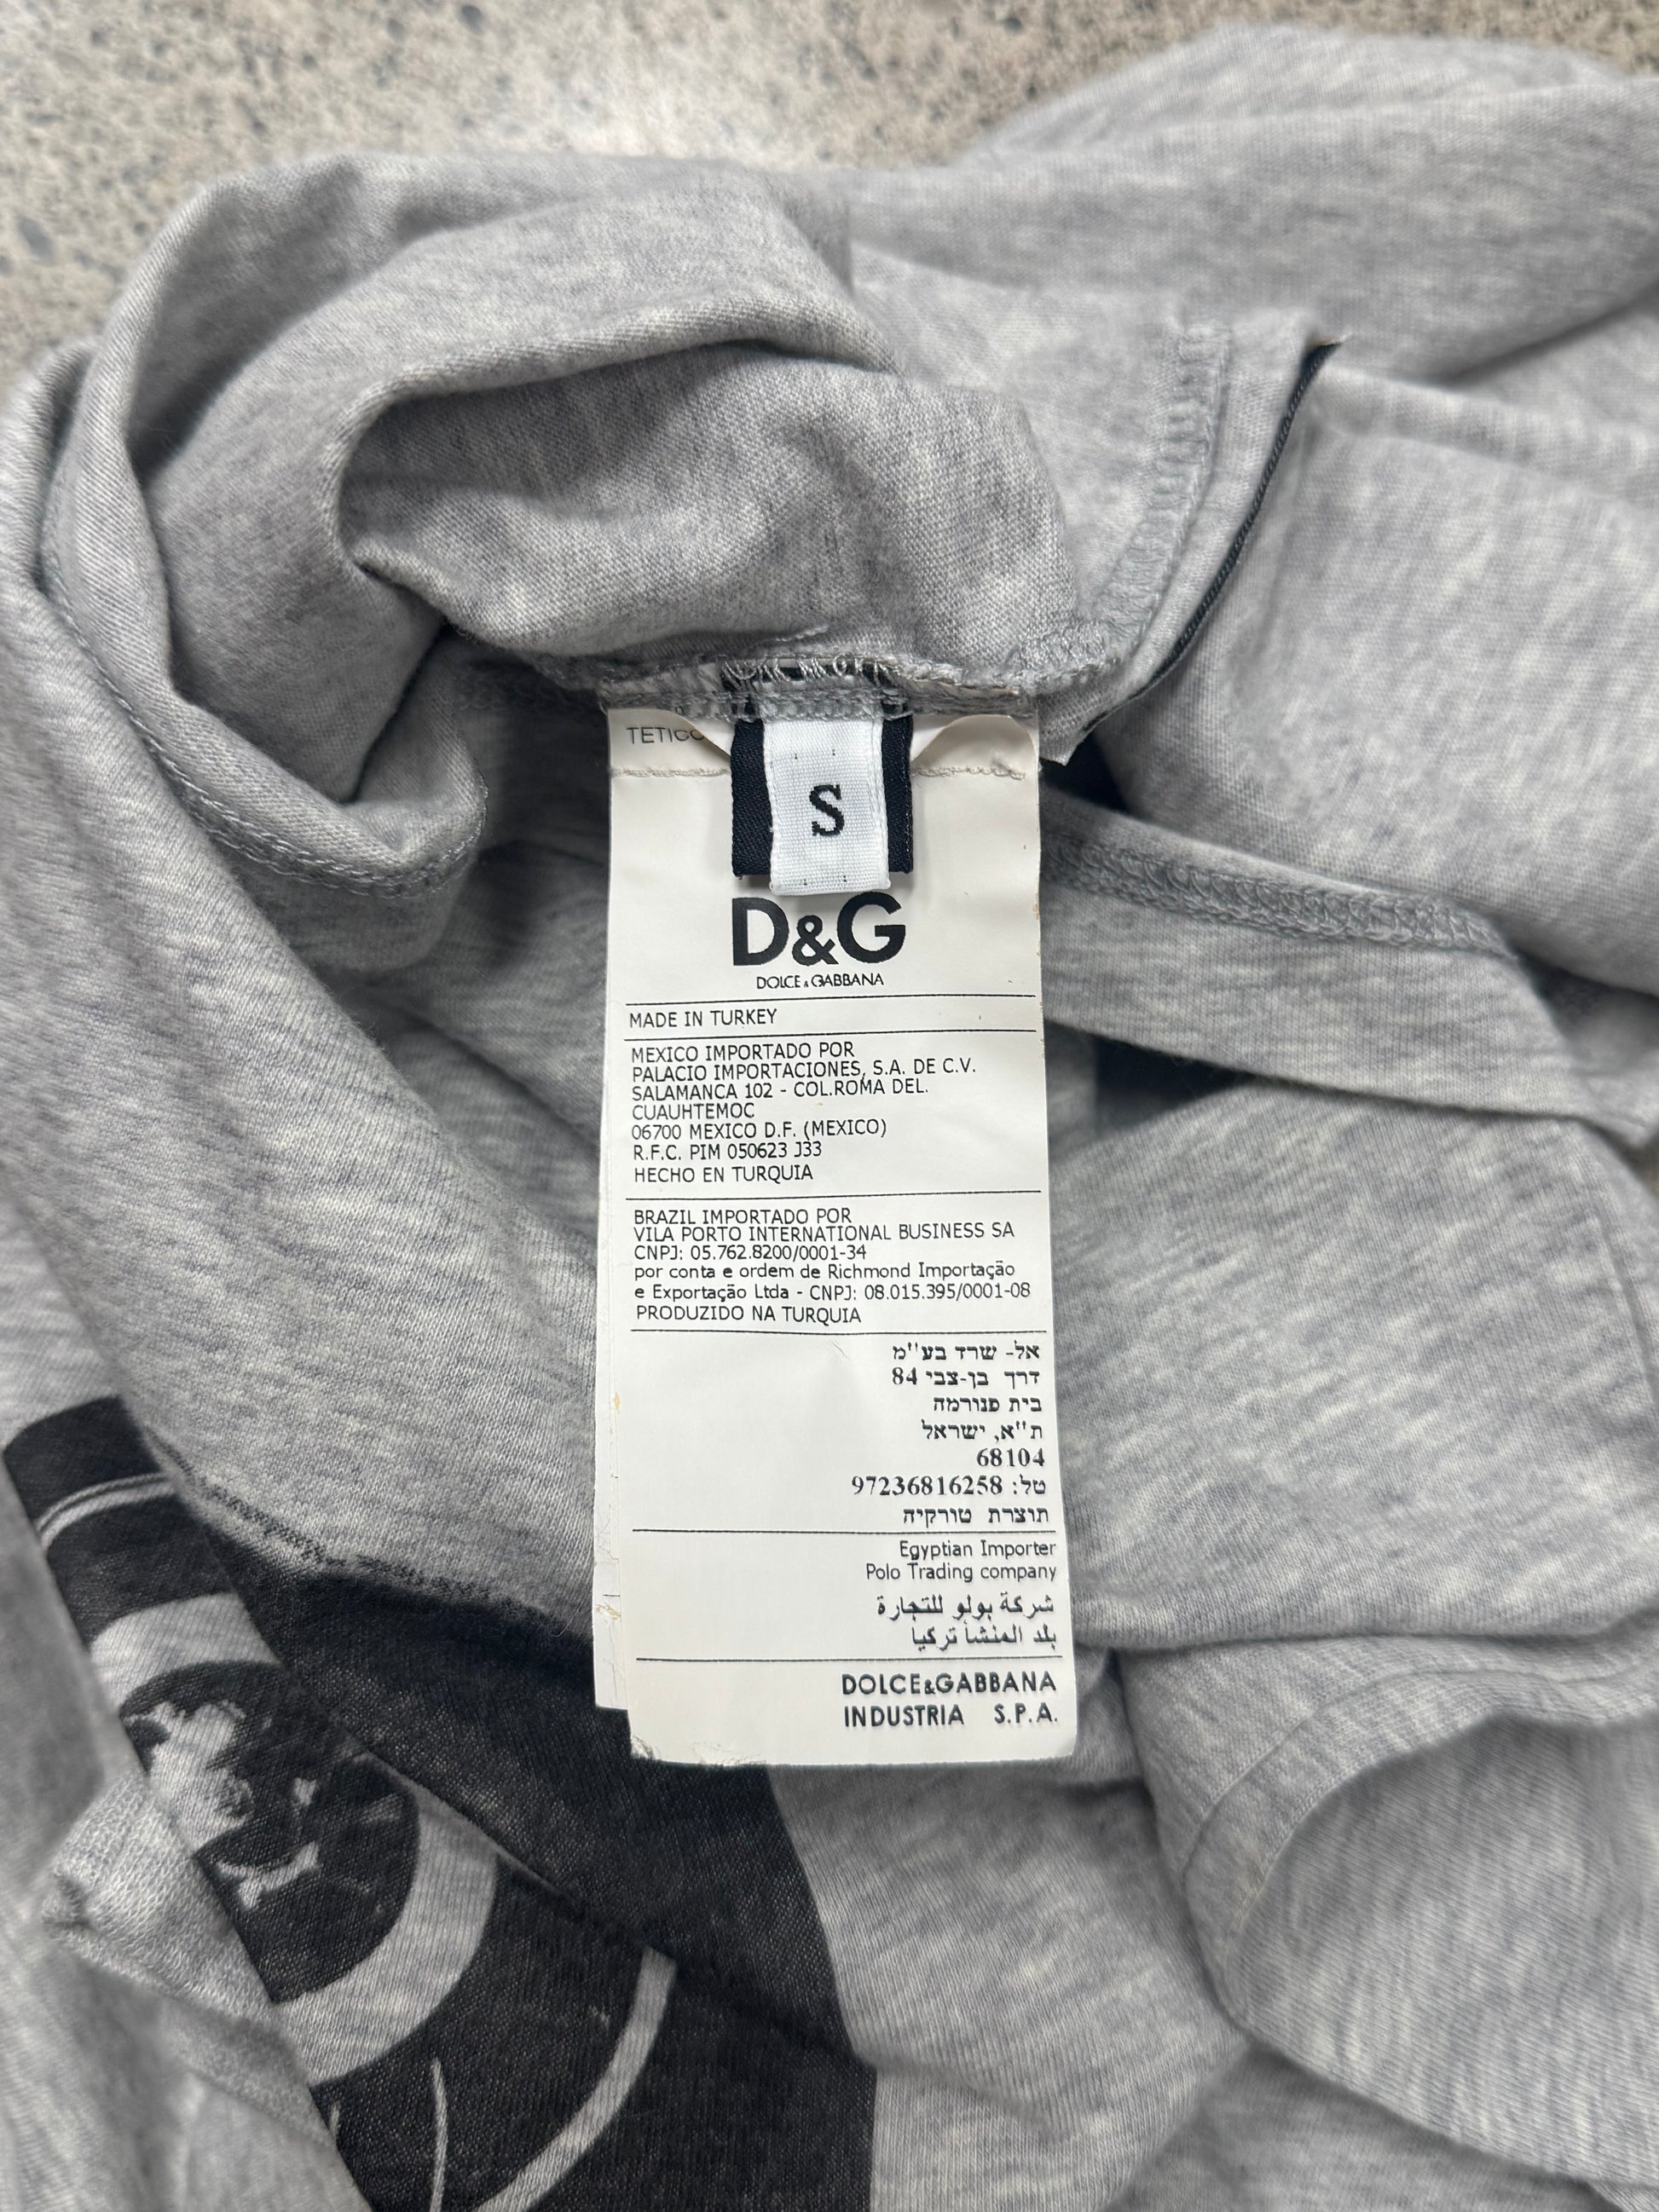 TETICO
S
D&G
DOLCE & GABBANA
MADE IN TURKEY
MEXICO IMPORTADO POR
PALACIO IMPORTACIONES, S.A. DE C.V.
SALAMANCA 102 - COL.ROMA DEL.
CUAUHTEMOC
06700 MEXICO D.F. (MEXICO)
R.F.C. PIM 050623 J33
HECHO EN TURQUIA
BRAZIL IMPORTADO POR
VILA PORTO INTERNATIONAL BUSINESS SA
CNPJ: 05.762.8200/0001-34
por conta e ordem de Richmond Importação
e Exportação Ltda - CNPJ: 08.015.395/0001-08
PRODUZIDO NA TURQUIA
אל- שרד בע"מ
דרך בן-צבי 84
בית פנורמה
ת"א, ישראל
68104
טל: 97236816258
תוצרת טורקיה
Egyptian Importer
Polo Trading company
شركة بولو للتجارة
بلد المنشأ تركيا
DOLCE&GABBANA
INDUSTRIA S.P.A.